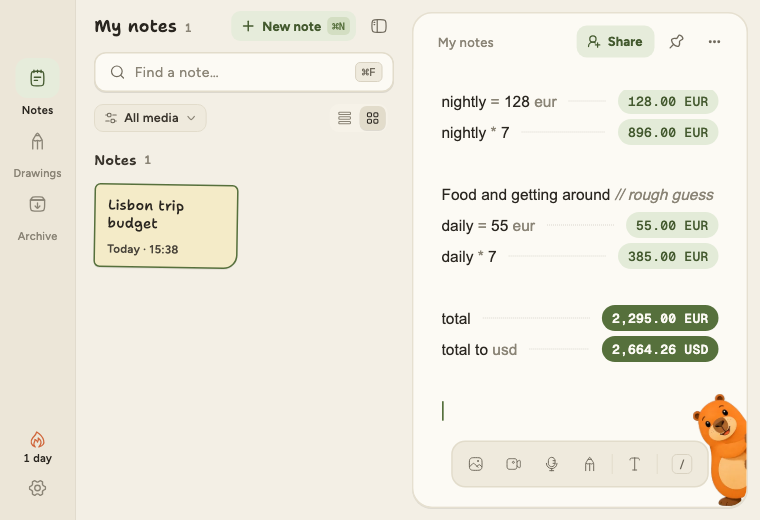 My notes 1
New note ⌘N
Find a note... ⌘F
All media
Notes 1
Lisbon trip
budget
Today · 15:38
Notes
Drawings
Archive
1 day
My notes
Share
nightly = 128 eur 128.00 EUR
nightly * 7 896.00 EUR
Food and getting around // rough guess
daily = 55 eur 55.00 EUR
daily * 7 385.00 EUR
total 2,295.00 EUR
total to usd 2,664.26 USD
T /